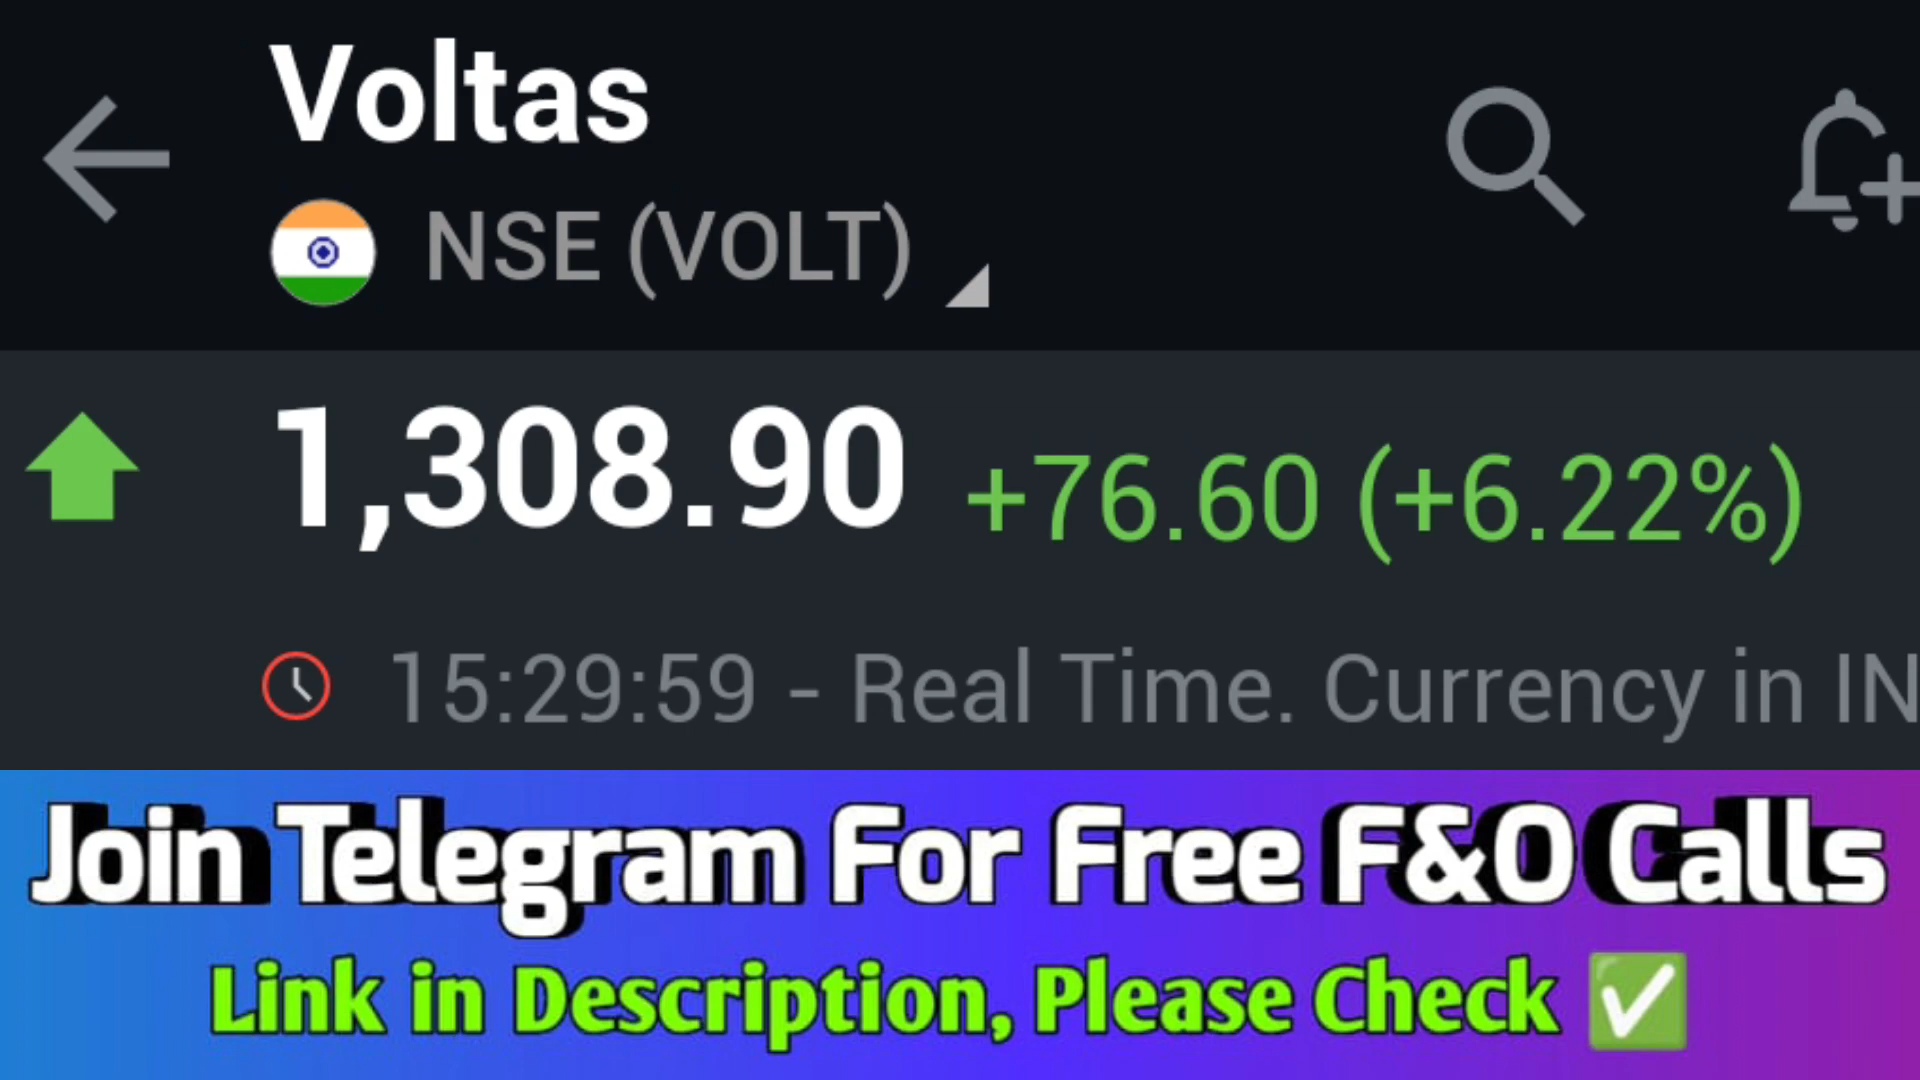 Voltas
NSE (VOLT)
1,308.90 +76.60 (+6.22%)
15:29:59 - Real Time. Currency in IN
Join Telegram For Free F&O Calls
Link in Description, Please Check ✅